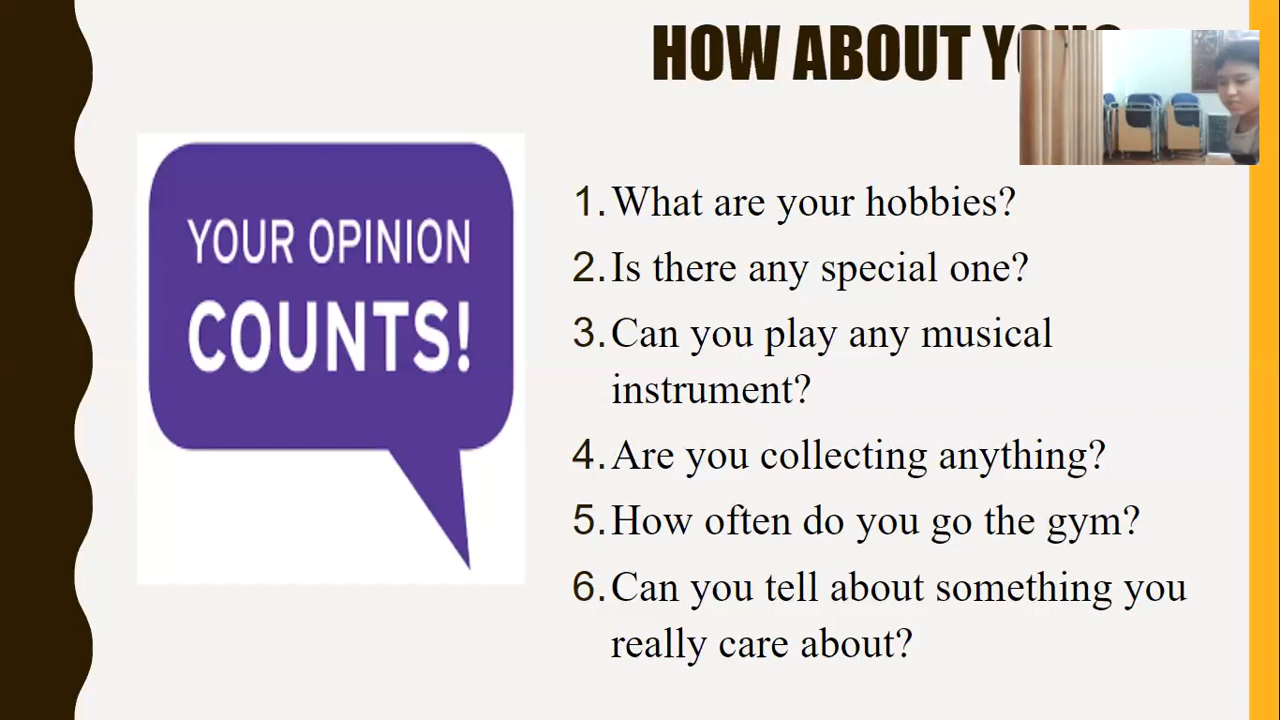 HOW ABOUT
YOUR OPINION
COUNTS!
1. What are your hobbies?
2. Is there any special one?
3. Can you play any musical
instrument?
4. Are you collecting anything?
5. How often do you go the gym?
6. Can you tell about something you
really care about?